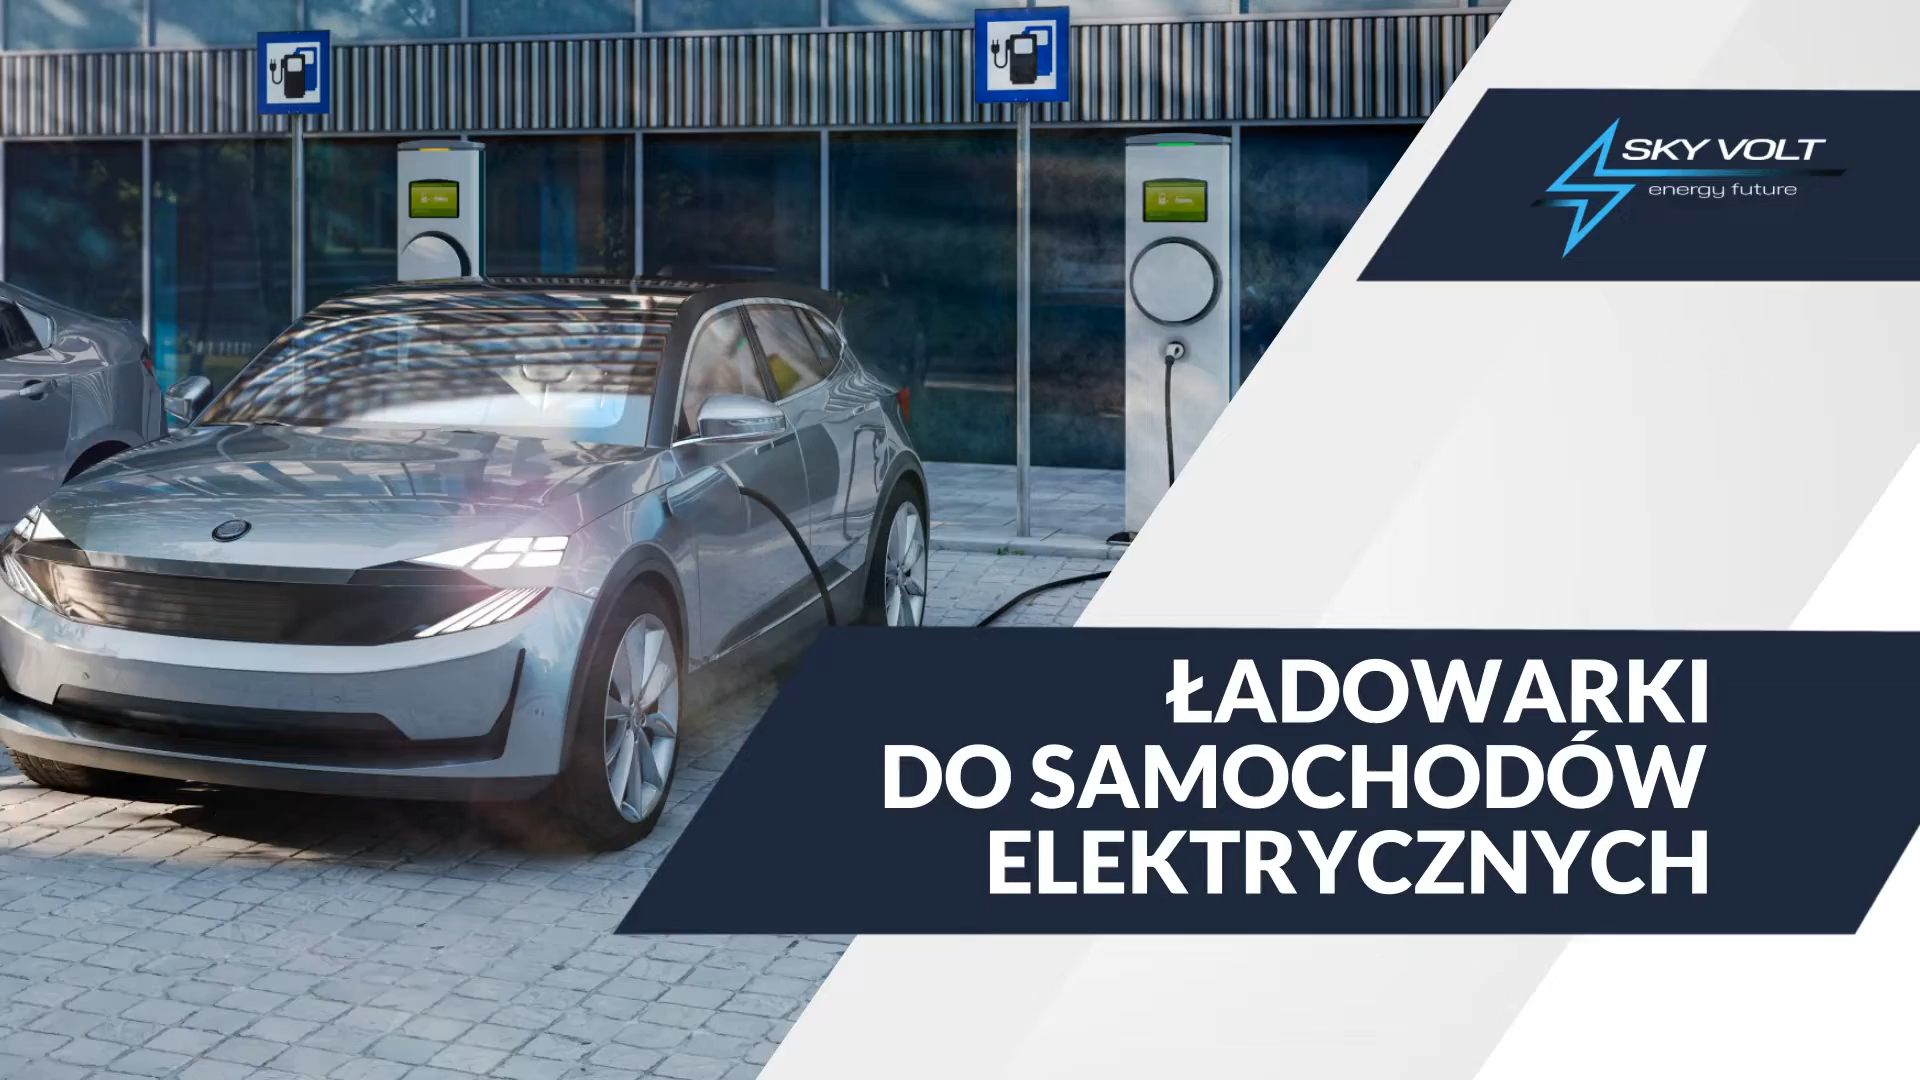 SKY VOLT
energy future
ŁADOWARKI
DO SAMOCHODÓW
ELEKTRYCZNYCH